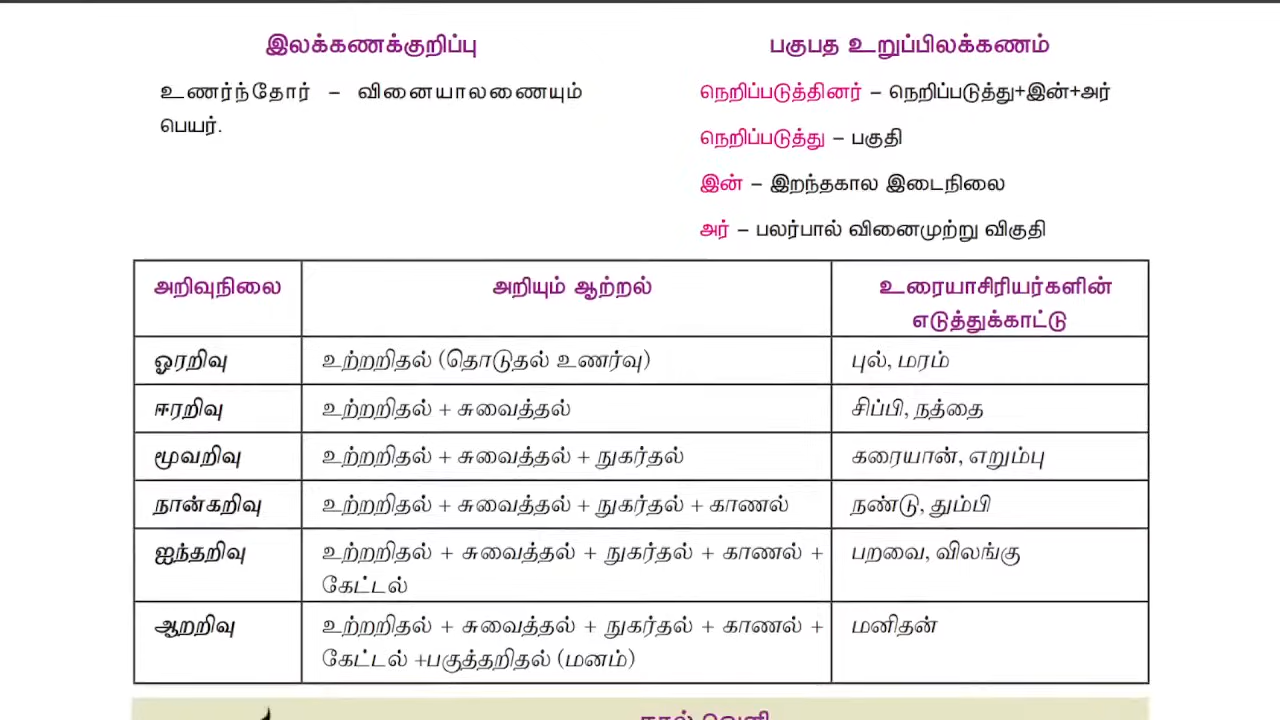 இலக்கணக்குறிப்பு
உணர்ந்தோர் – வினையாலணையும்
பெயர்.
பகுபத உறுப்பிலக்கணம்
நெறிப்படுத்தினர் – நெறிப்படுத்து+இன்+அர்
நெறிப்படுத்து – பகுதி
இன் – இறந்தகால இடைநிலை
அர் – பலர்பால் வினைமுற்று விகுதி
அறிவுநிலை அறியும் ஆற்றல் உரையாசிரியர்களின்
எடுத்துக்காட்டு
ஓரறிவு உற்றறிதல் (தொடுதல் உணர்வு) புல், மரம்
ஈரறிவு உற்றறிதல் + சுவைத்தல் சிப்பி, நத்தை
மூவறிவு உற்றறிதல் + சுவைத்தல் + நுகர்தல் கரையான், எறும்பு
நான்கறிவு உற்றறிதல் + சுவைத்தல் + நுகர்தல் + காணல் நண்டு, தும்பி
ஐந்தறிவு உற்றறிதல் + சுவைத்தல் + நுகர்தல் + காணல் + பறவை, விலங்கு
கேட்டல்
ஆறறிவு உற்றறிதல் + சுவைத்தல் + நுகர்தல் + காணல் + மனிதன்
கேட்டல் +பகுத்தறிதல் (மனம்)